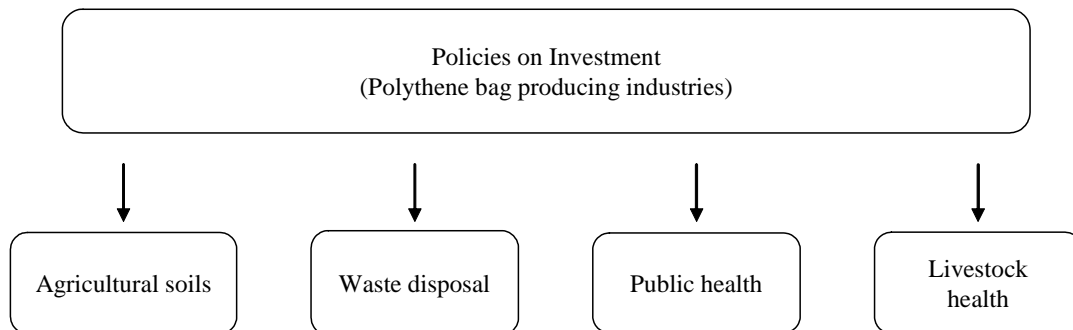 Policies on Investment
(Polythene bag producing industries)
Agricultural soils
Waste disposal
Public health
Livestock
health